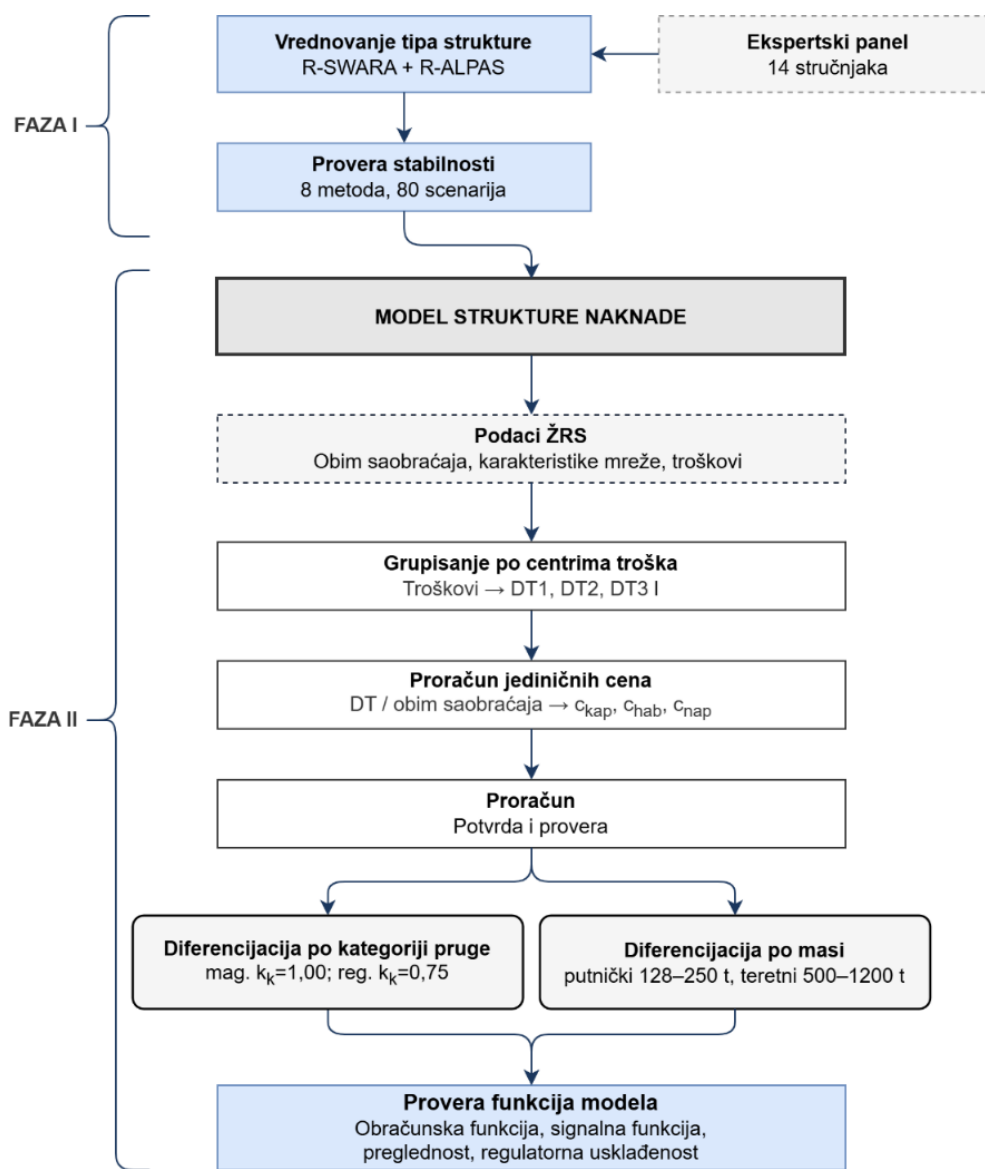 Vrednovanje tipa strukture
R-SWARA + R-ALPAS
Ekspertski panel
14 stručnjaka
FAZA I
Provera stabilnosti
8 metoda, 80 scenarija
MODEL STRUKTURE NAKNADE
Podaci ŽRS
Obim saobraćaja, karakteristike mreže, troškovi
Grupisanje po centrima troška
Troškovi → DT1, DT2, DT3 I
Proračun jediničnih cena
DT / obim saobraćaja → ckap, chab, cnap
FAZA II
Proračun
Potvrda i provera
Diferencijacija po kategoriji pruge
mag. kk=1,00; reg. kk=0,75
Diferencijacija po masi
putnički 128–250 t, teretni 500–1200 t
Provera funkcija modela
Obračunska funkcija, signalna funkcija,
preglednost, regulatorna usklađenost